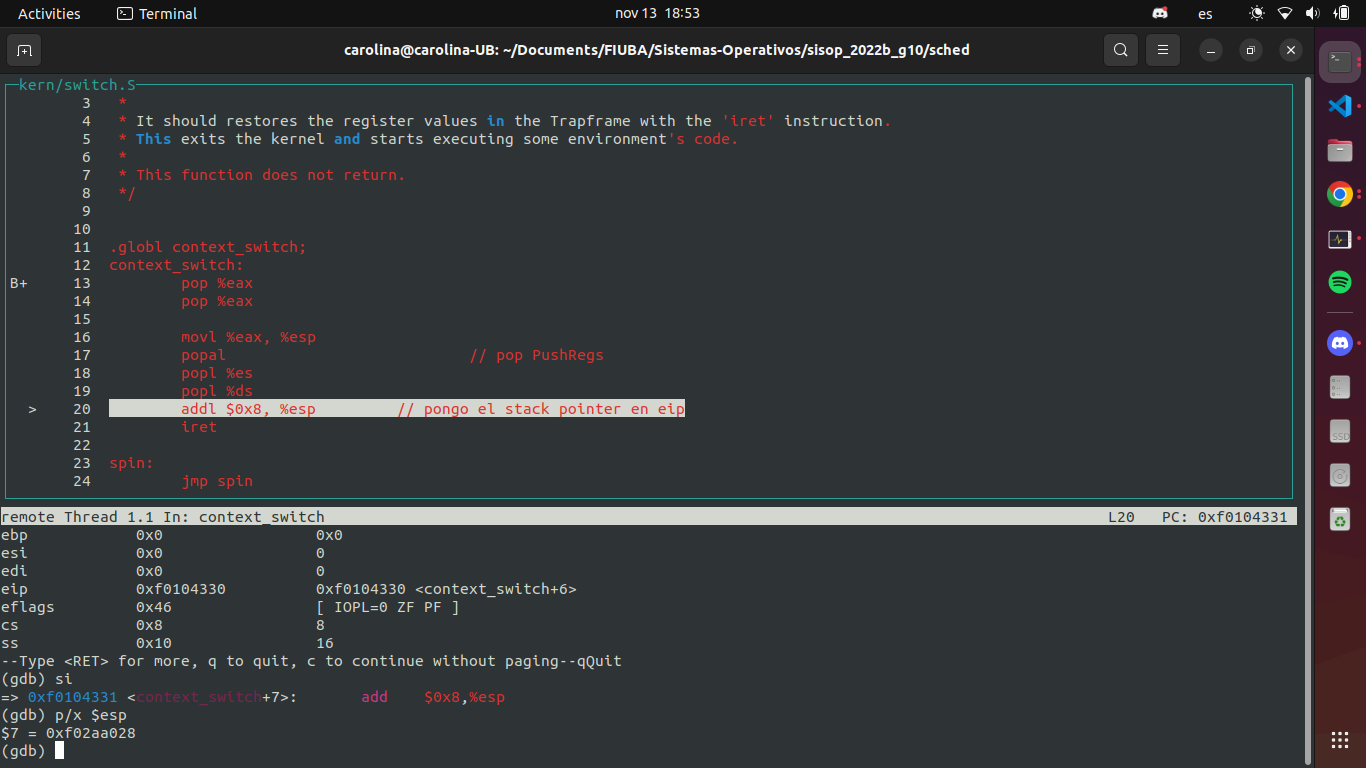 Activities
Terminal
nov 13 18:53
es
carolina@carolina-UB: ~/Documents/FIUBA/Sistemas-Operativos/sisop_2022b_g10/sched
kern/switch.S
3 *
4 * It should restores the register values in the Trapframe with the 'iret' instruction.
5 * This exits the kernel and starts executing some environment's code.
6 *
7 * This function does not return.
8 */
9
10
11 .globl context_switch;
12 context_switch:
B+ 13 pop %eax
14 pop %eax
15
16 movl %eax, %esp
17 popal // pop PushRegs
18 popl %es
19 popl %ds
> 20 addl $0x8, %esp // pongo el stack pointer en eip
21 iret
22
23 spin:
24 jmp spin
remote Thread 1.1 In: context_switch L20 PC: 0xf0104331
ebp 0x0 0x0
esi 0x0 0
edi 0x0 0
eip 0xf0104330 0xf0104330 <context_switch+6>
eflags 0x46 [ IOPL=0 ZF PF ]
cs 0x8 8
ss 0x10 16
--Type <RET> for more, q to quit, c to continue without paging--qQuit
(gdb) si
=> 0xf0104331 <context_switch+7>: add $0x8,%esp
(gdb) p/x $esp
$7 = 0xf02aa028
(gdb)
SSD